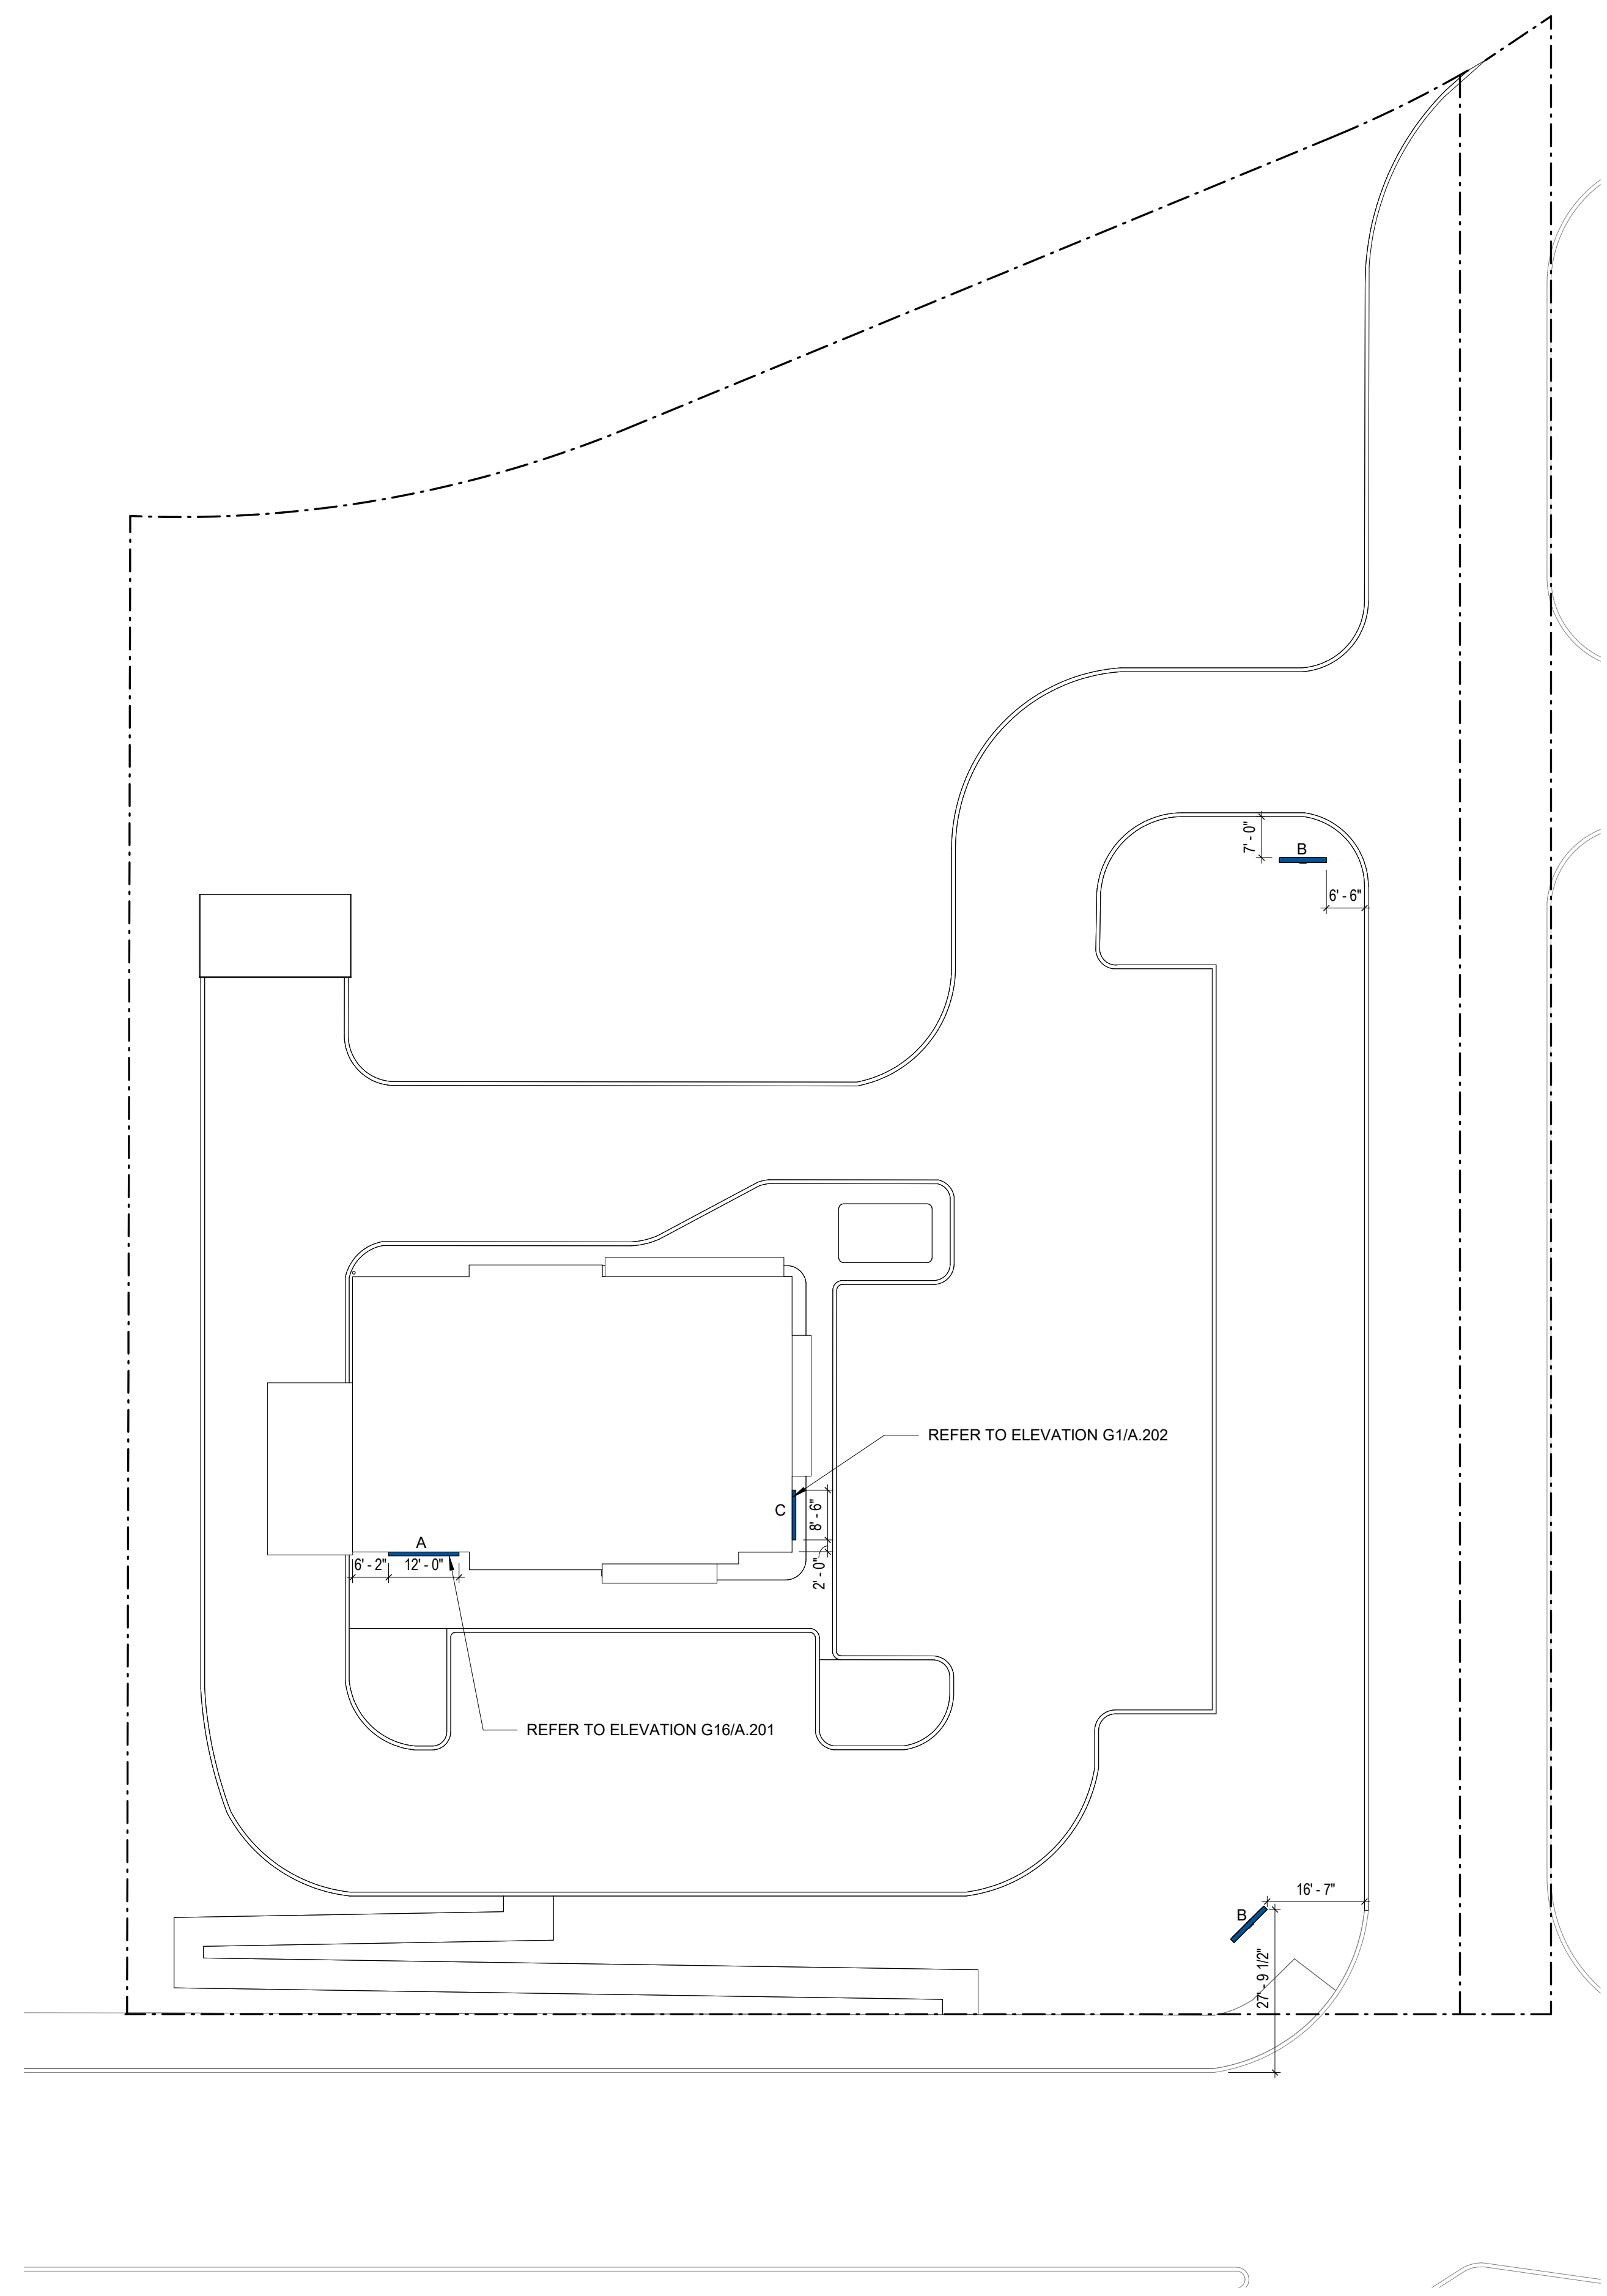 7' - 0"
B
6' - 6"
REFER TO ELEVATION G1/A.202
C
8' - 6"
A
6' - 2"
12' - 0"
2' - 0"
REFER TO ELEVATION G16/A.201
16' - 7"
B
27' - 9 1/2"